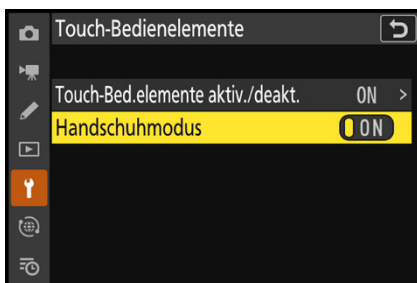 Touch-Bedienelemente
Touch-Bed.elemente aktiv./deakt. ON >
Handschuhmodus ON